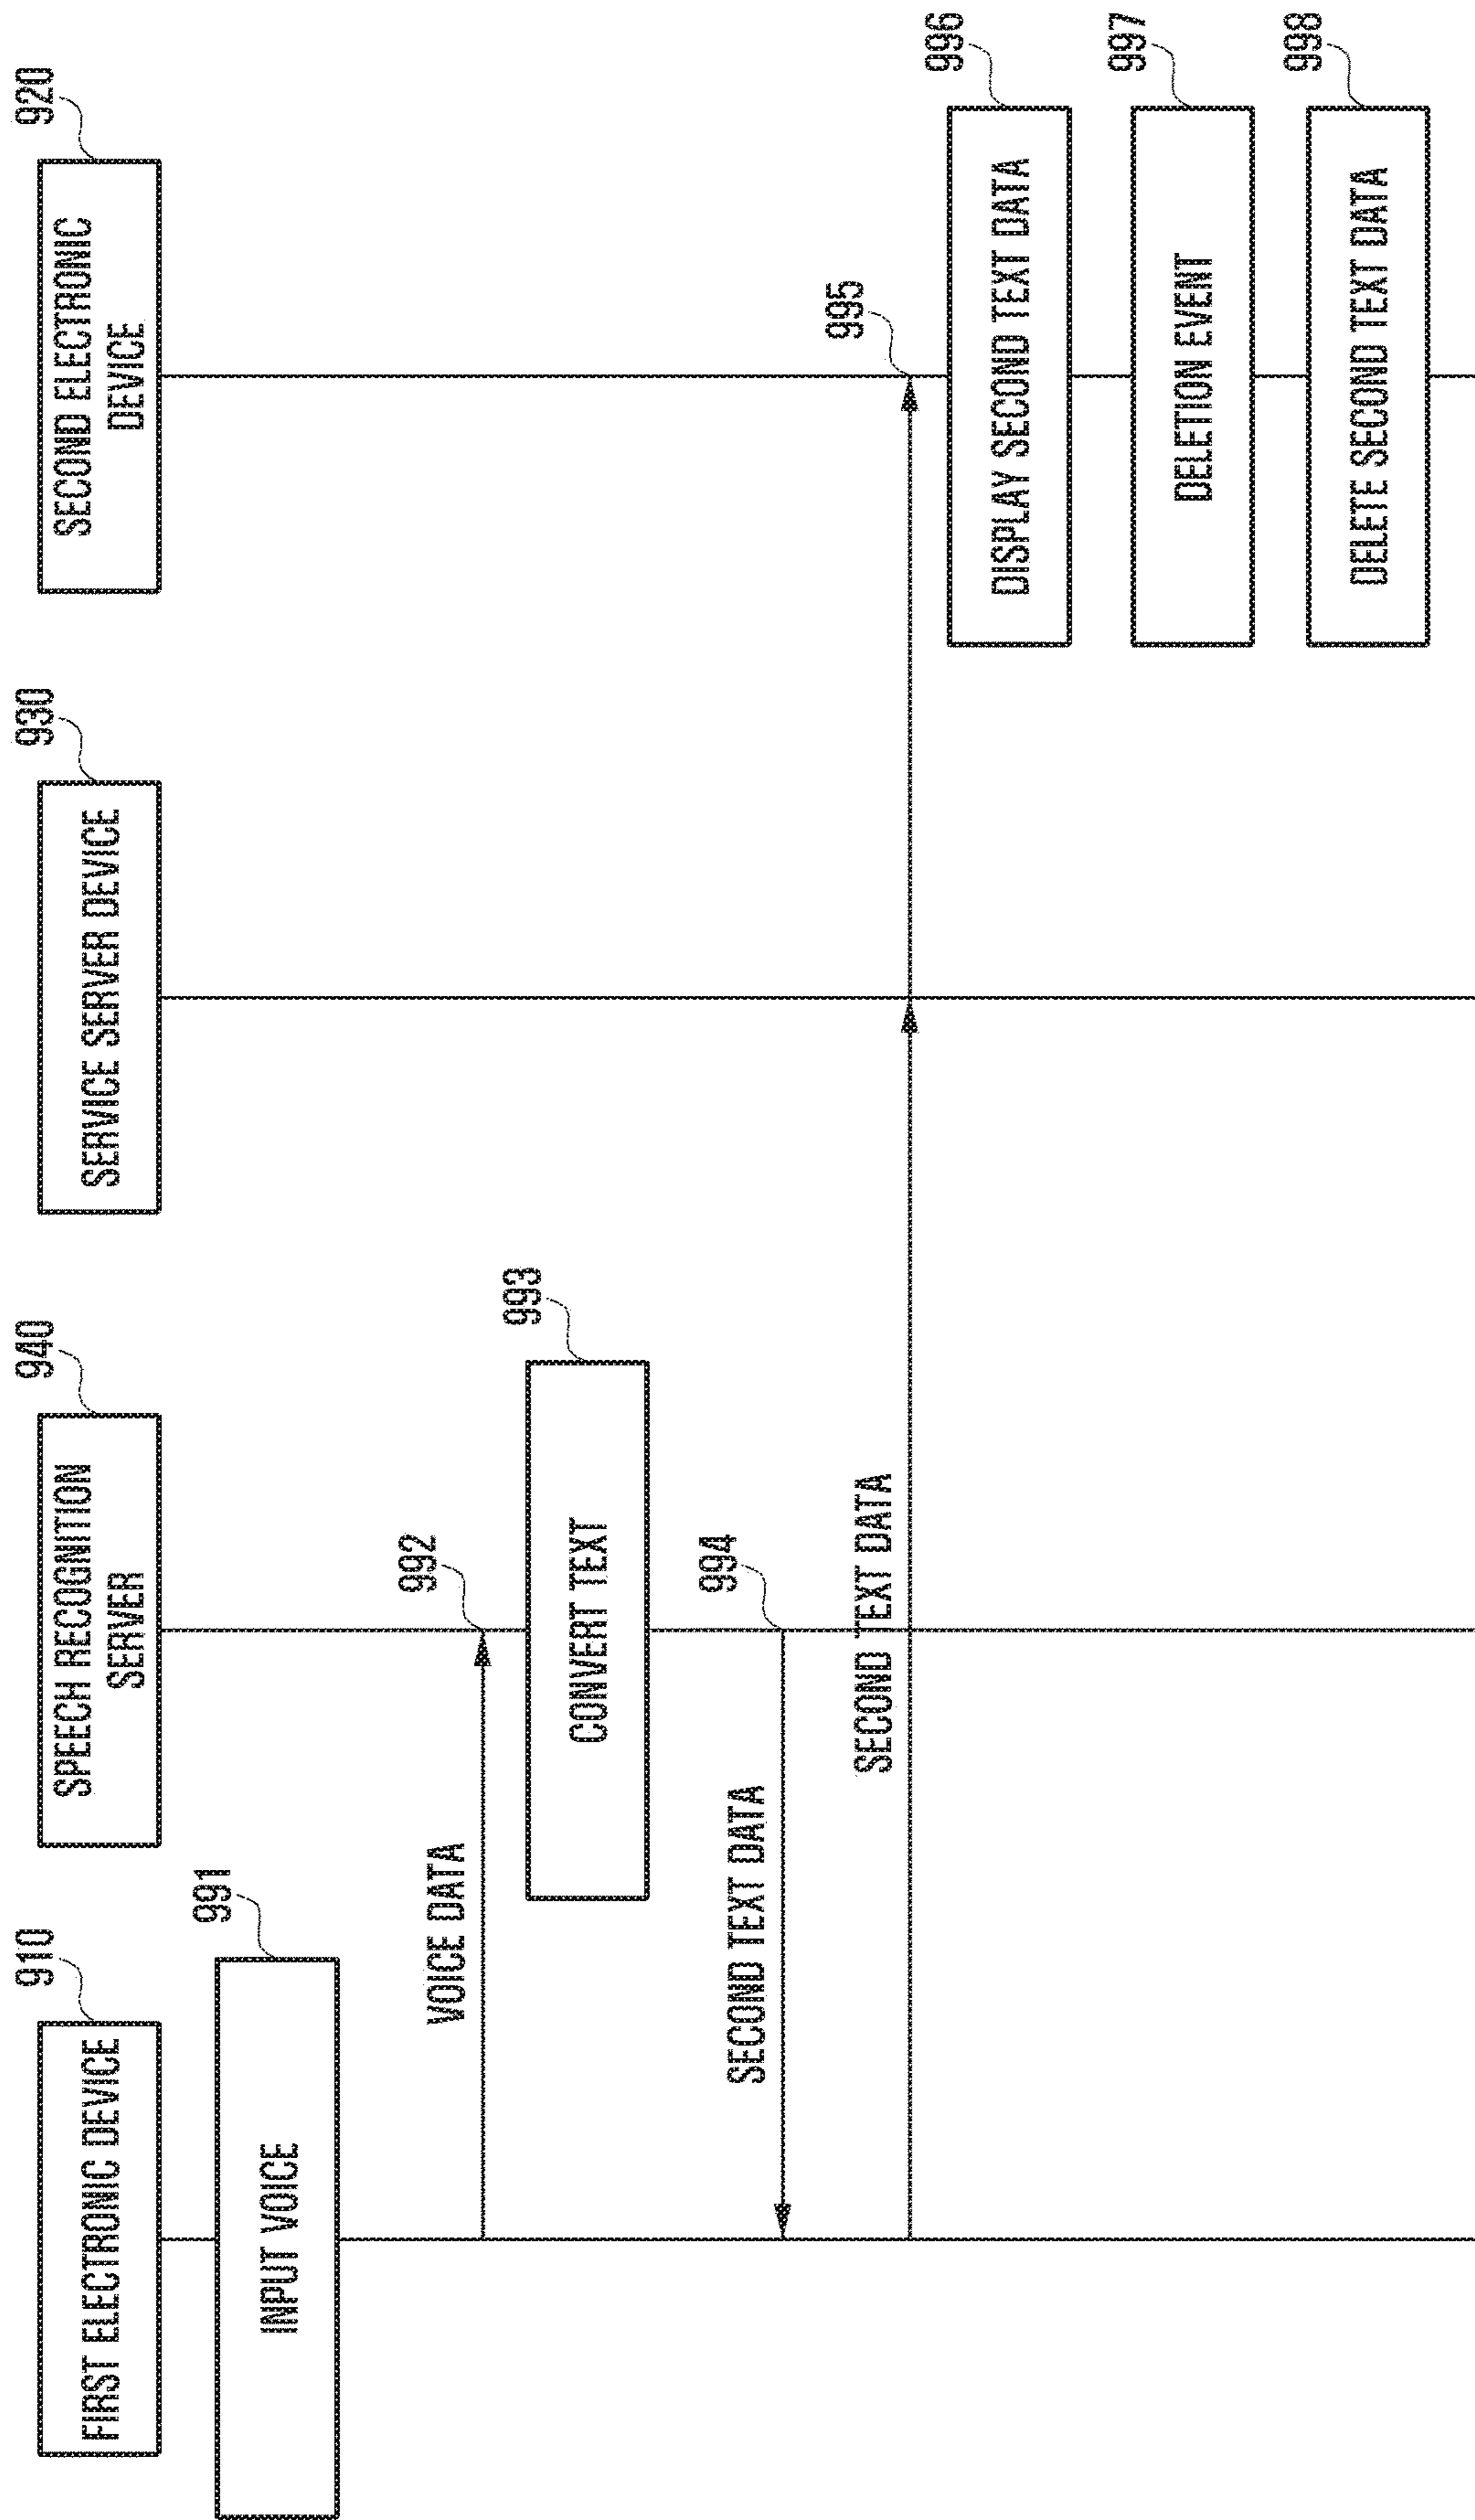 910
FIRST ELECTRONIC DEVICE
940
SPEECH RECOGNITION
SERVER
930
SERVICE SERVER DEVICE
920
SECOND ELECTRONIC
DEVICE
991
INPUT VOICE
992
VOICE DATA
993
CONVERT TEXT
994
SECOND TEXT DATA
995
SECOND TEXT DATA
996
DISPLAY SECOND TEXT DATA
997
DELETION EVENT
998
DELETE SECOND TEXT DATA